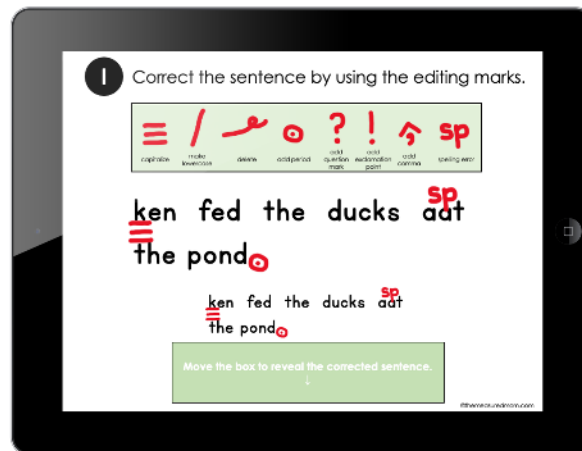 1 Correct the sentence by using the editing marks.
? ! sp
capitalize make lowercase delete add period add question mark add exclamation point add comma spelling error
sp
ken fed the ducks aat
the pond
sp
ken fed the ducks aat
the pond
Move the box to reveal the corrected sentence.
↓
©themeasuredmom.com